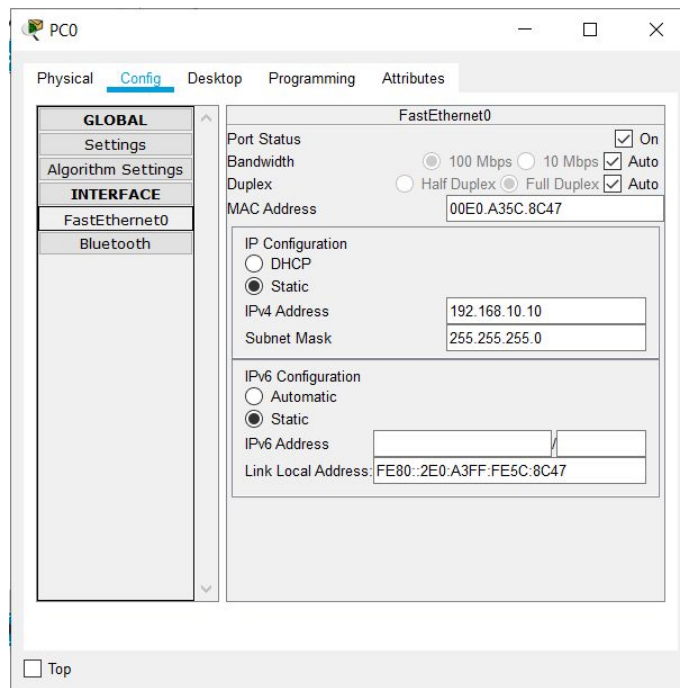 PC0
Physical Config Desktop Programming Attributes
GLOBAL
Settings
Algorithm Settings
INTERFACE
FastEthernet0
Bluetooth
FastEthernet0
Port Status On
Bandwidth 100 Mbps 10 Mbps Auto
Duplex Half Duplex Full Duplex Auto
MAC Address 00E0.A35C.8C47
IP Configuration
DHCP
Static
IPv4 Address 192.168.10.10
Subnet Mask 255.255.255.0
IPv6 Configuration
Automatic
Static
IPv6 Address /
Link Local Address: FE80::2E0:A3FF:FE5C:8C47
Top